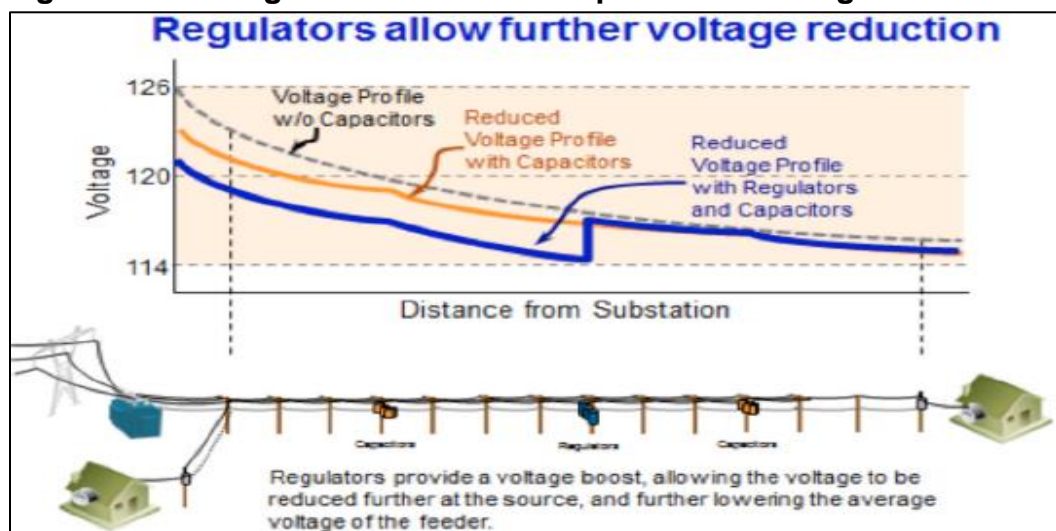 Regulators allow further voltage reduction
126
Voltage Profile
w/o Capacitors
Reduced
Voltage Profile
with Capacitors
Reduced
Voltage Profile
with Regulators
and Capacitors
Voltage
120
114
Distance from Substation
Capacitors
Regulators
Capacitors
Regulators provide a voltage boost, allowing the voltage to be
reduced further at the source, and further lowering the average
voltage of the feeder.